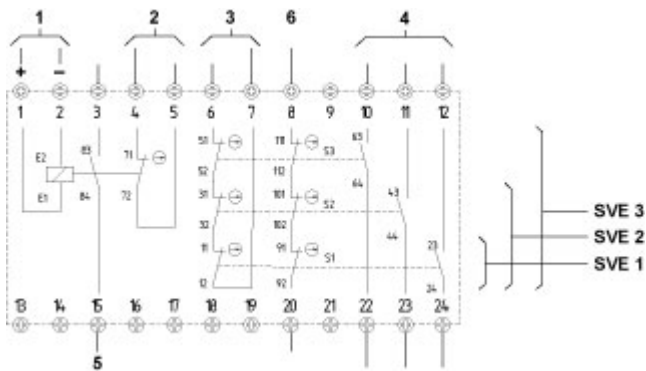 1 2 3 6 4
+ −
1 2 3 4 5 6 7 8 9 10 11 12
51 111 63
E2 83 71 S3
52 112 64
31 101 43
E1 84 72 S2
32 102 44
11 91 23
S1
12 92 24
SVE 3
SVE 2
SVE 1
13 14 15 16 17 18 19 20 21 22 23 24
5